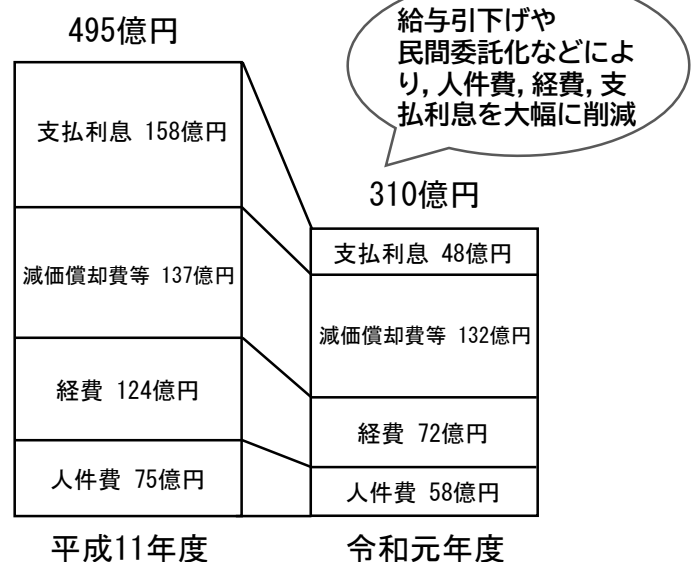 495億円
給与引下げや
民間委託化などによ
り，人件費，経費，支
払利息を大幅に削減
310億円
支払利息 158億円
減価償却費等 137億円
経費 124億円
人件費 75億円
支払利息 48億円
減価償却費等 132億円
経費 72億円
人件費 58億円
平成11年度
令和元年度